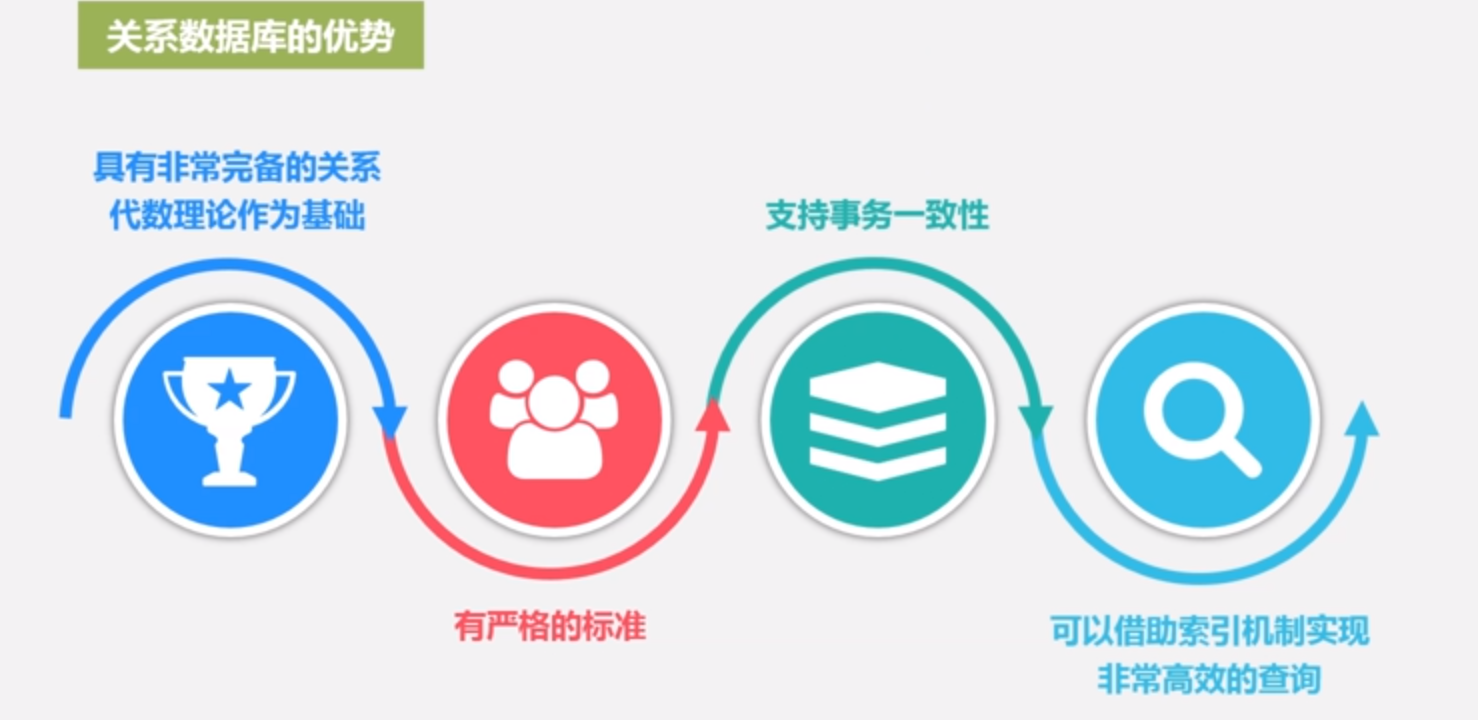 关系数据库的优势
具有非常完备的关系
代数理论作为基础
有严格的标准
支持事务一致性
可以借助索引机制实现
非常高效的查询